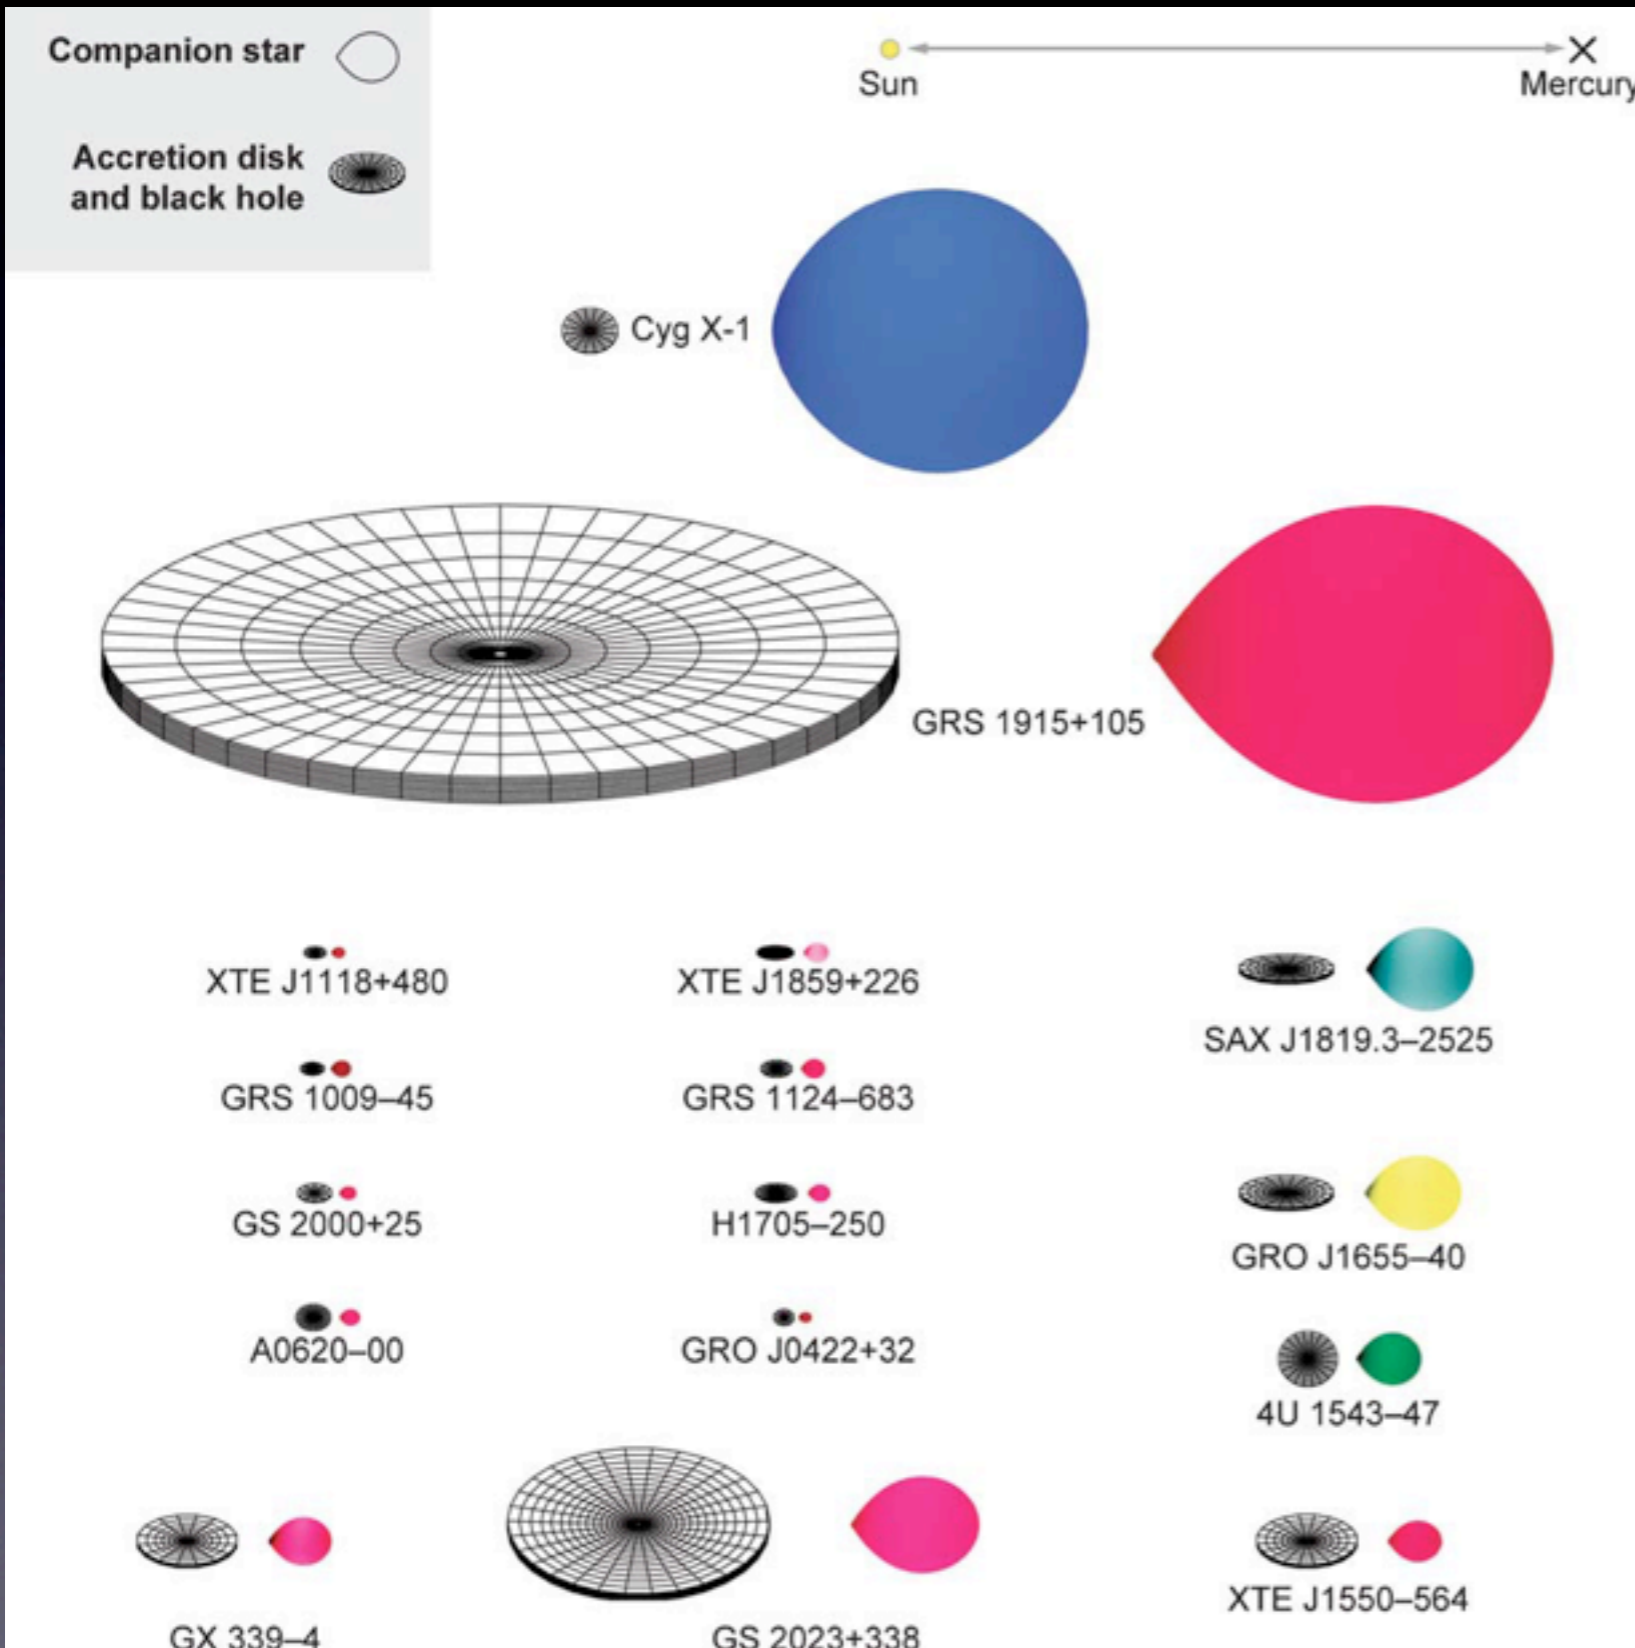 Companion star
Sun
Mercury
Accretion disk
and black hole
Cyg X-1
GRS 1915+105
XTE J1118+480
XTE J1859+226
SAX J1819.3–2525
GRS 1009–45
GRS 1124–683
GS 2000+25
H1705–250
GRO J1655–40
A0620–00
GRO J0422+32
4U 1543–47
XTE J1550–564
GX 339–4
GS 2023+338